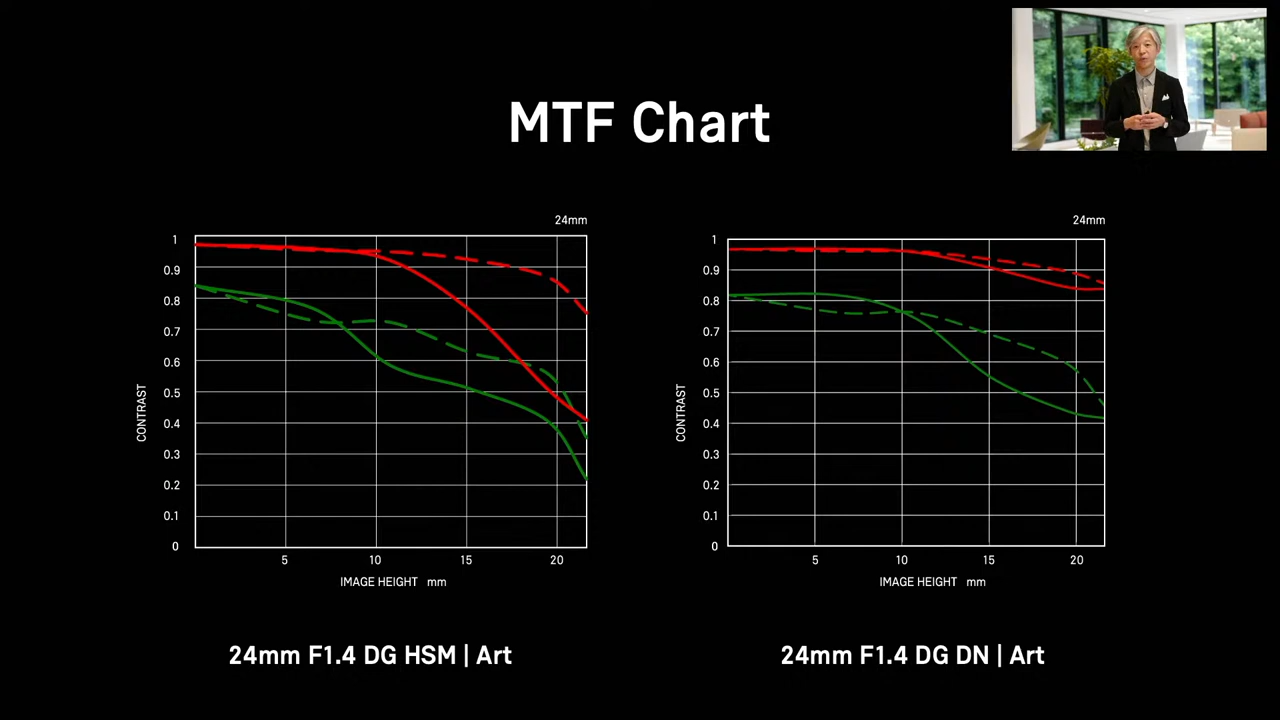 MTF Chart
24mm
1
0.9
0.8
0.7
0.6
0.5
0.4
0.3
0.2
0.1
0
CONTRAST
5 10 15 20
IMAGE HEIGHT mm
24mm F1.4 DG HSM | Art
24mm
1
0.9
0.8
0.7
0.6
0.5
0.4
0.3
0.2
0.1
0
CONTRAST
5 10 15 20
IMAGE HEIGHT mm
24mm F1.4 DG DN | Art